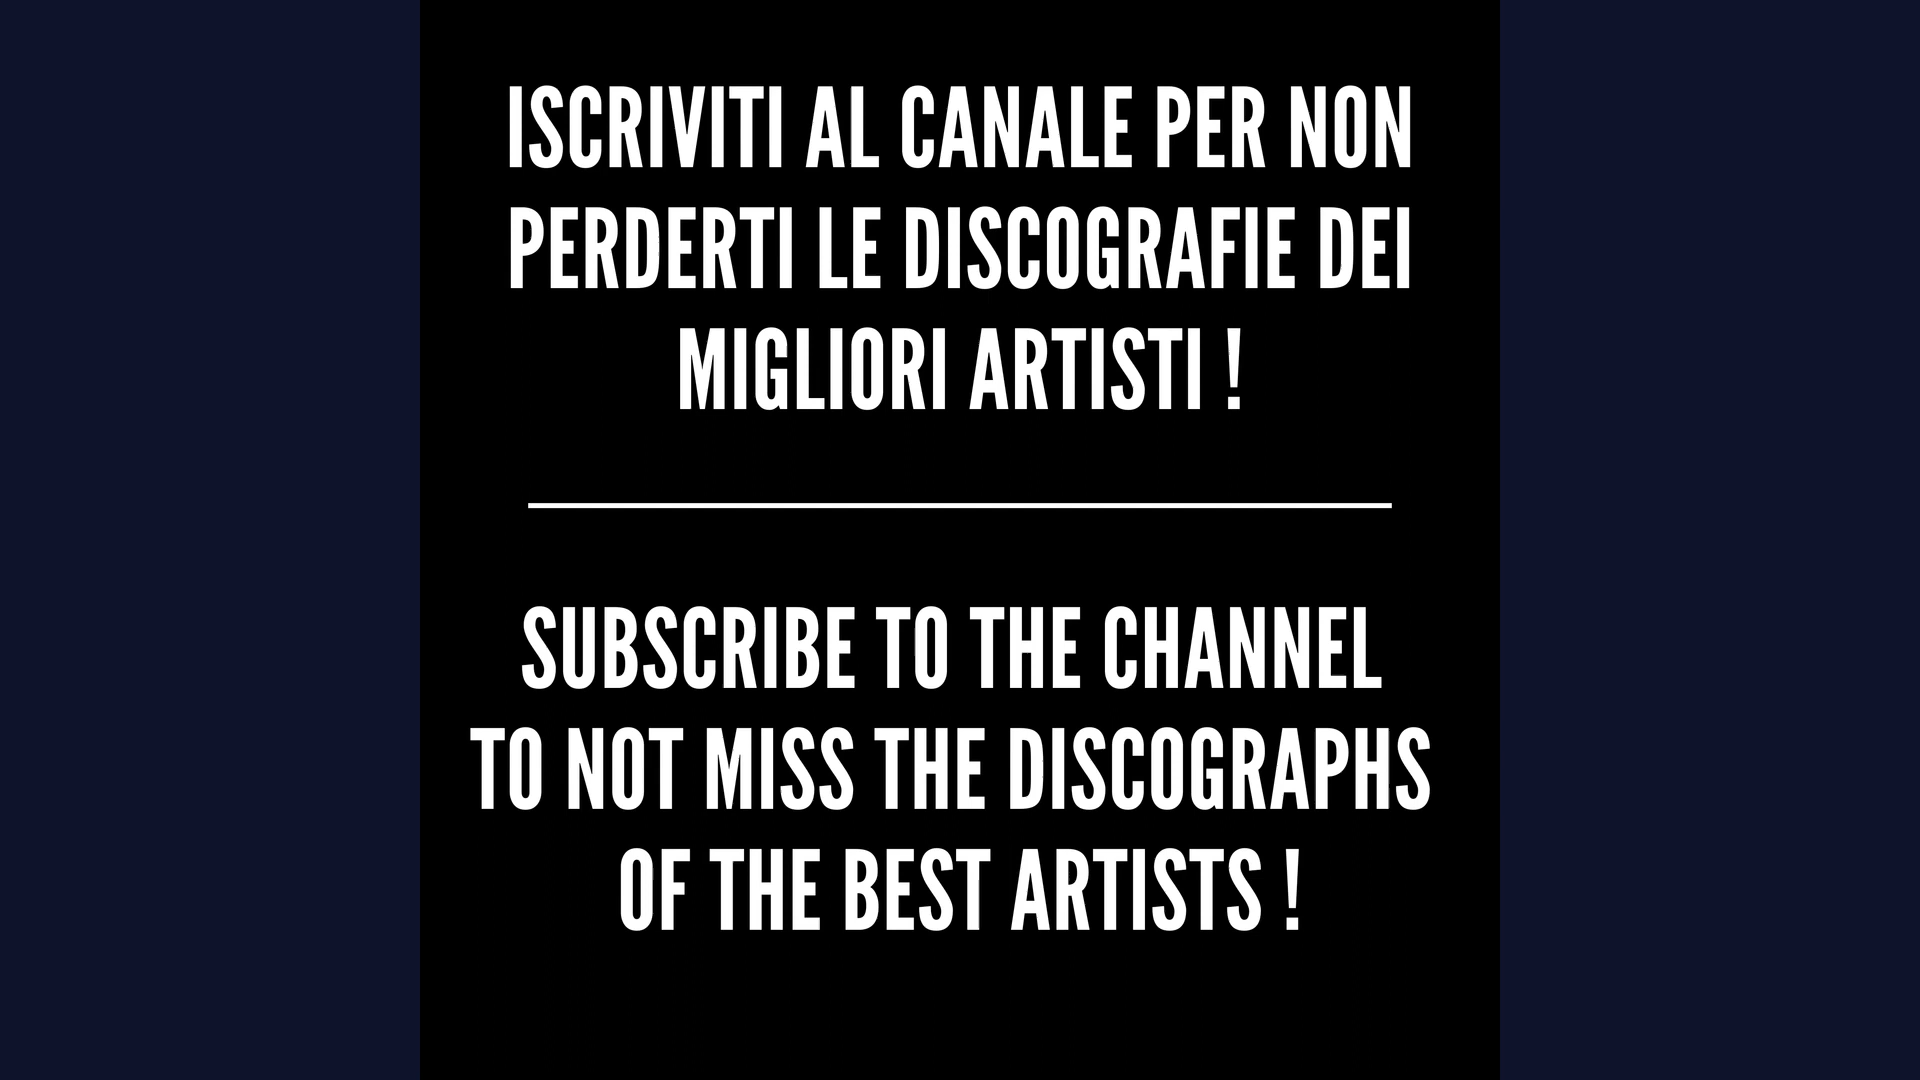 ISCRIVITI AL CANALE PER NON
PERDERTI LE DISCOGRAFIE DEI
MIGLIORI ARTISTI !
SUBSCRIBE TO THE CHANNEL
TO NOT MISS THE DISCOGRAPHS
OF THE BEST ARTISTS !